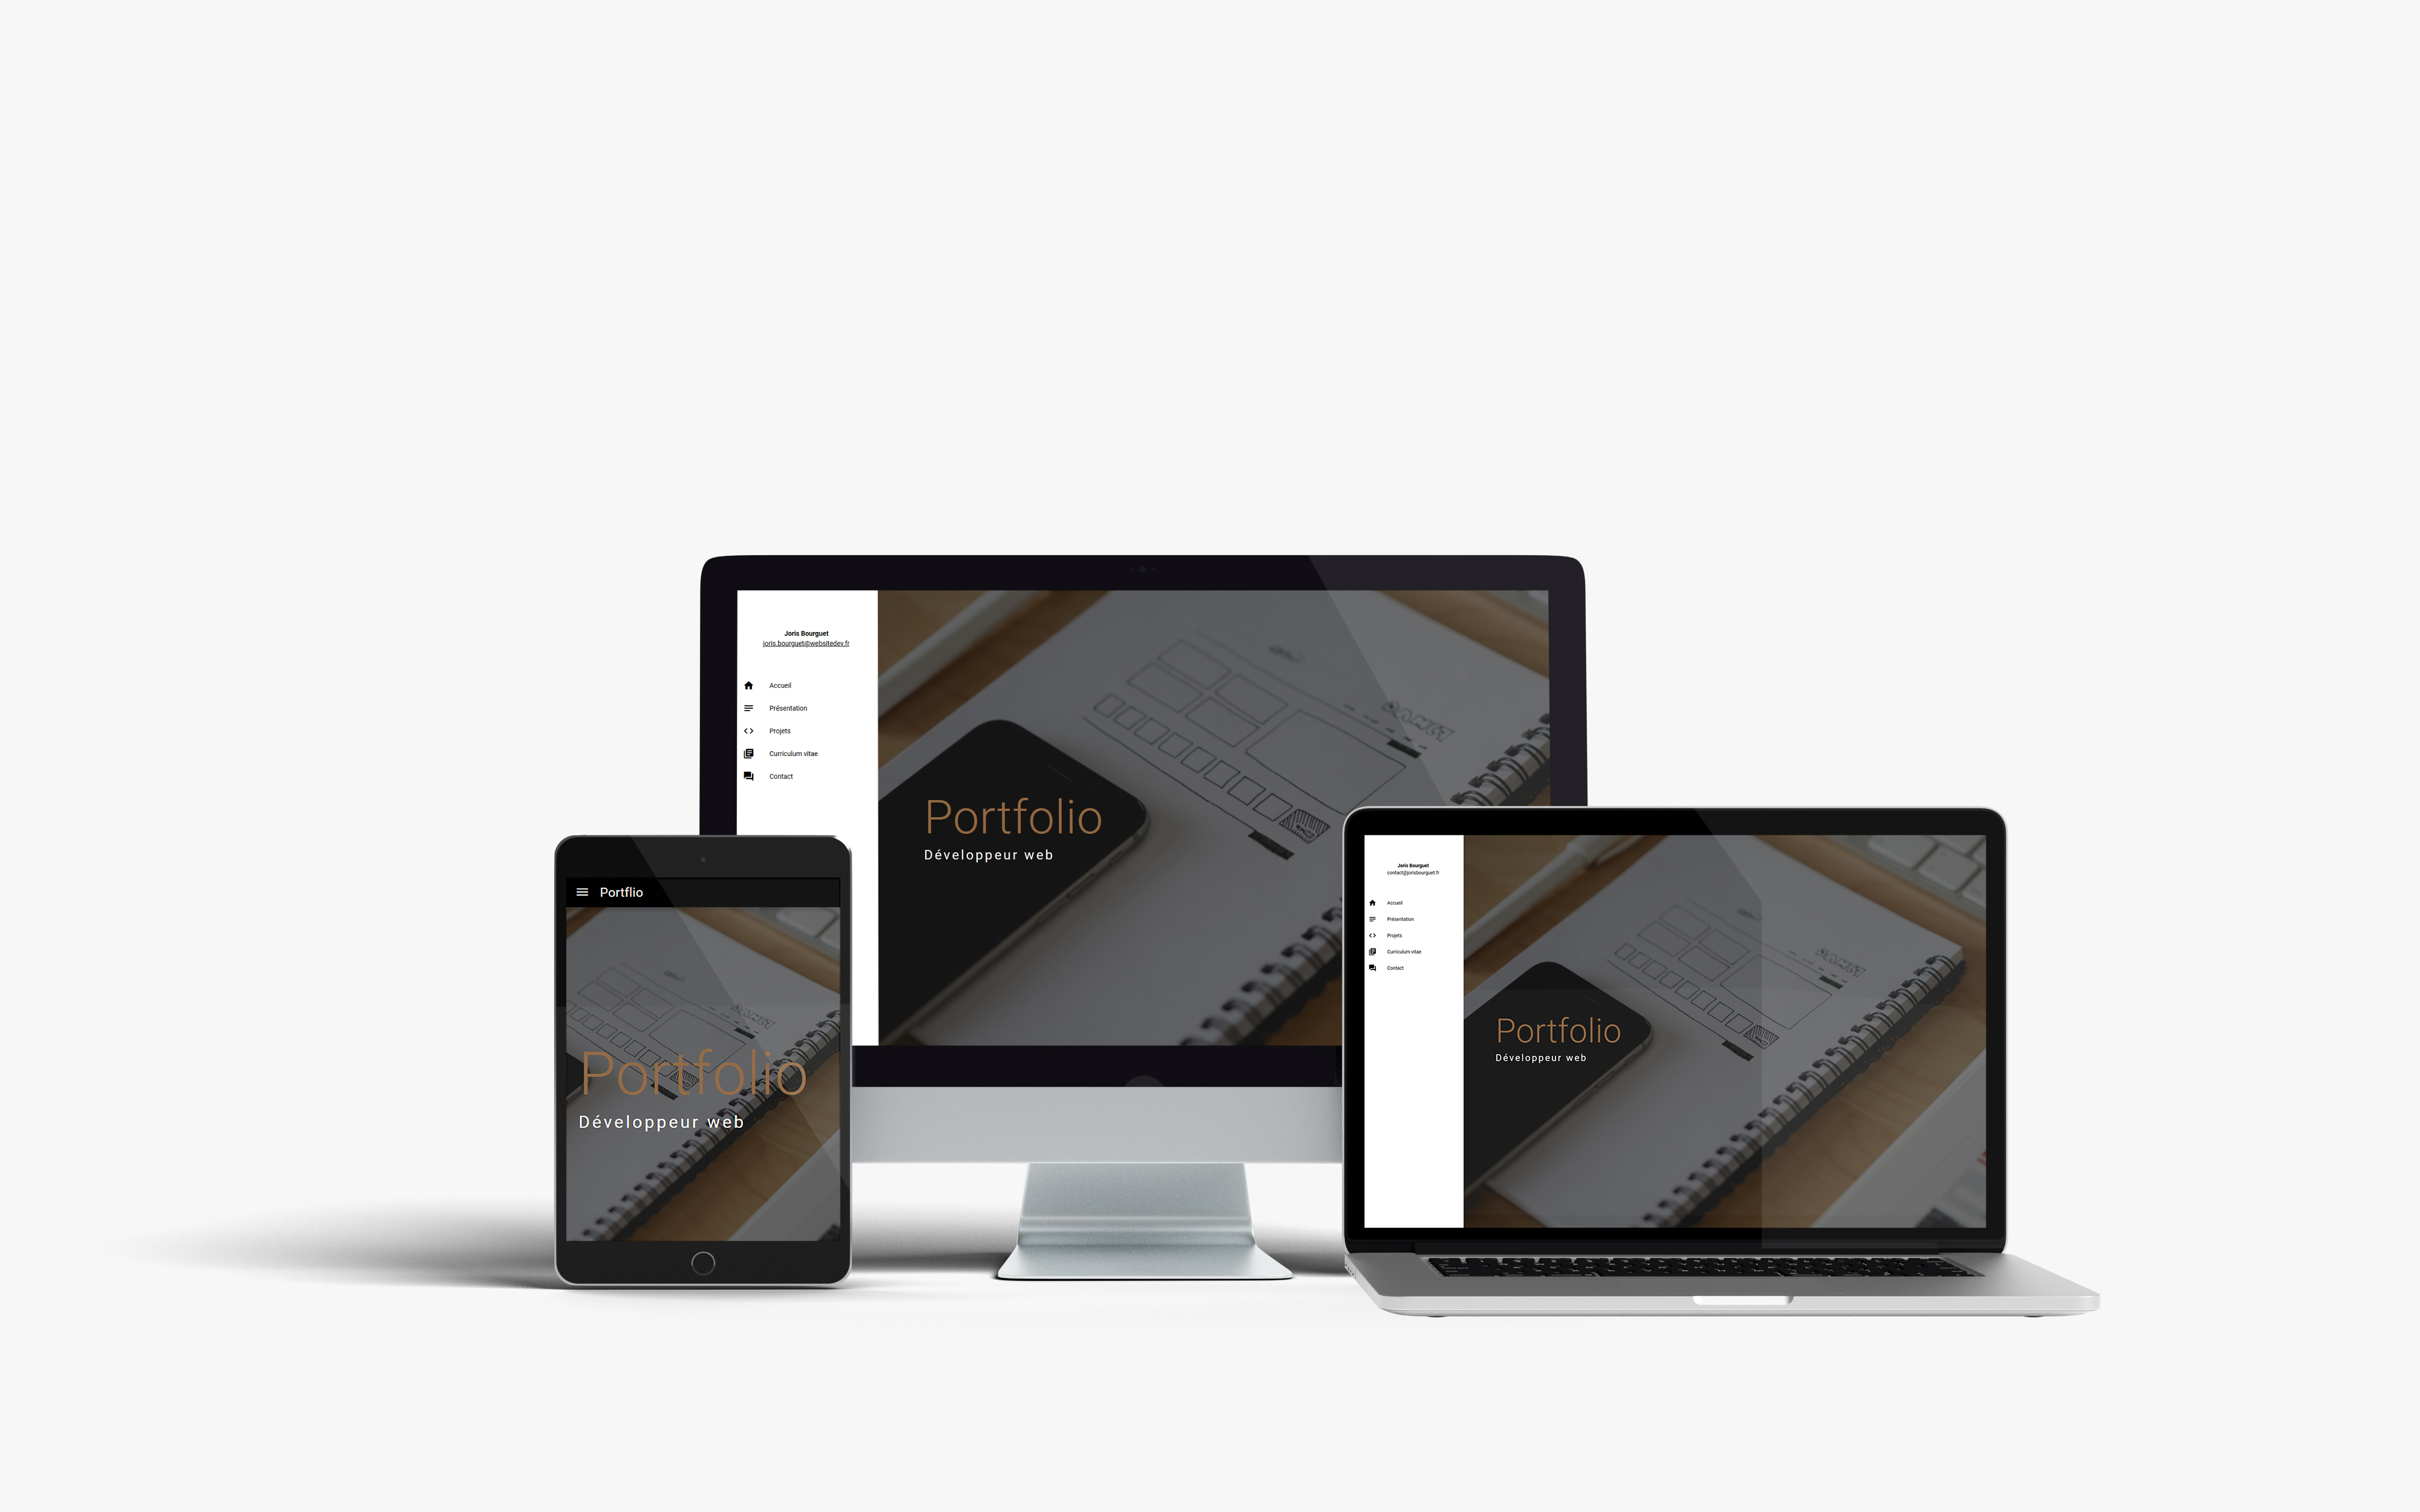 Joris Bourguet
joris.bourguet@websitedev.fr
Accueil
Présentation
Projets
Curriculum vitae
Contact
Portfolio
Développeur web
Portflio
Portfolio
Développeur web
Joris Bourguet
contact@jorisbourguet.fr
Accueil
Présentation
Projets
Curriculum vitae
Contact
Portfolio
Développeur web